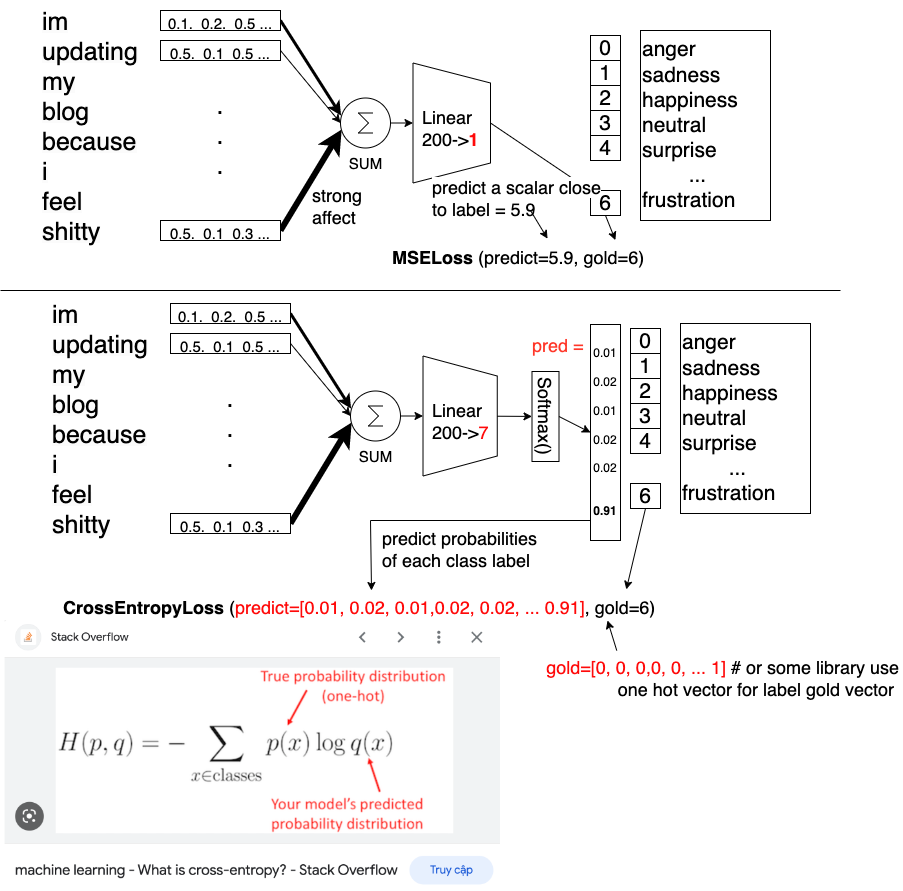 im
0.1. 0.2. 0.5 ...
updating
0.5. 0.1 0.5 ...
my
blog
because
i
feel
shitty
0.5. 0.1 0.3 ...
∑
SUM
strong
affect
Linear
200->1
predict a scalar close
to label = 5.9
0 anger
1 sadness
2 happiness
3 neutral
4 surprise
...
6 frustration
MSELoss (predict=5.9, gold=6)
im
0.1. 0.2. 0.5 ...
updating
0.5. 0.1 0.5 ...
my
blog
because
i
feel
shitty
0.5. 0.1 0.3 ...
∑
SUM
Linear
200->7
Softmax()
pred =
0.01
0.02
0.01
0.02
0.02
0.91
0 anger
1 sadness
2 happiness
3 neutral
4 surprise
...
6 frustration
predict probabilities
of each class label
CrossEntropyLoss (predict=[0.01, 0.02, 0.01,0.02, 0.02, ... 0.91], gold=6)
gold=[0, 0, 0,0, 0, ... 1] # or some library use
one hot vector for label gold vector
Stack Overflow
True probability distribution
(one-hot)
H(p, q) = − ∑ p(x) log q(x)
x∈classes
Your model's predicted
probability distribution
machine learning - What is cross-entropy? - Stack Overflow
Truy cập